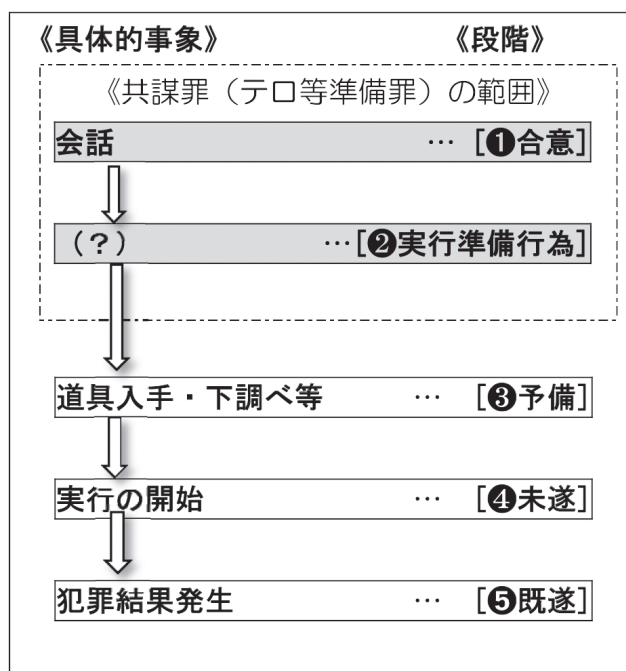 《具体的事象》 《段階》
《共謀罪（テロ等準備罪）の範囲》
会話 … [❶合意]
（？） …[❷実行準備行為]
道具入手・下調べ等 … [❸予備]
実行の開始 … [❹未遂]
犯罪結果発生 … [❺既遂]